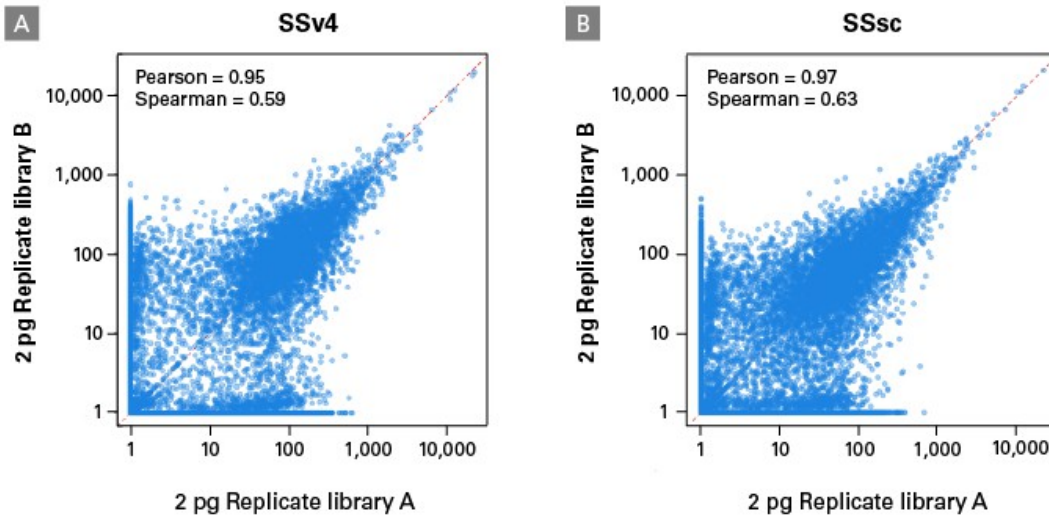 A
SSv4
Pearson = 0.95
Spearman = 0.59
2 pg Replicate library B
10,000
1,000
100
10
1
1
10
100
1,000
10,000
2 pg Replicate library A
B
SSsc
Pearson = 0.97
Spearman = 0.63
2 pg Replicate library B
10,000
1,000
100
10
1
1
10
100
1,000
10,000
2 pg Replicate library A